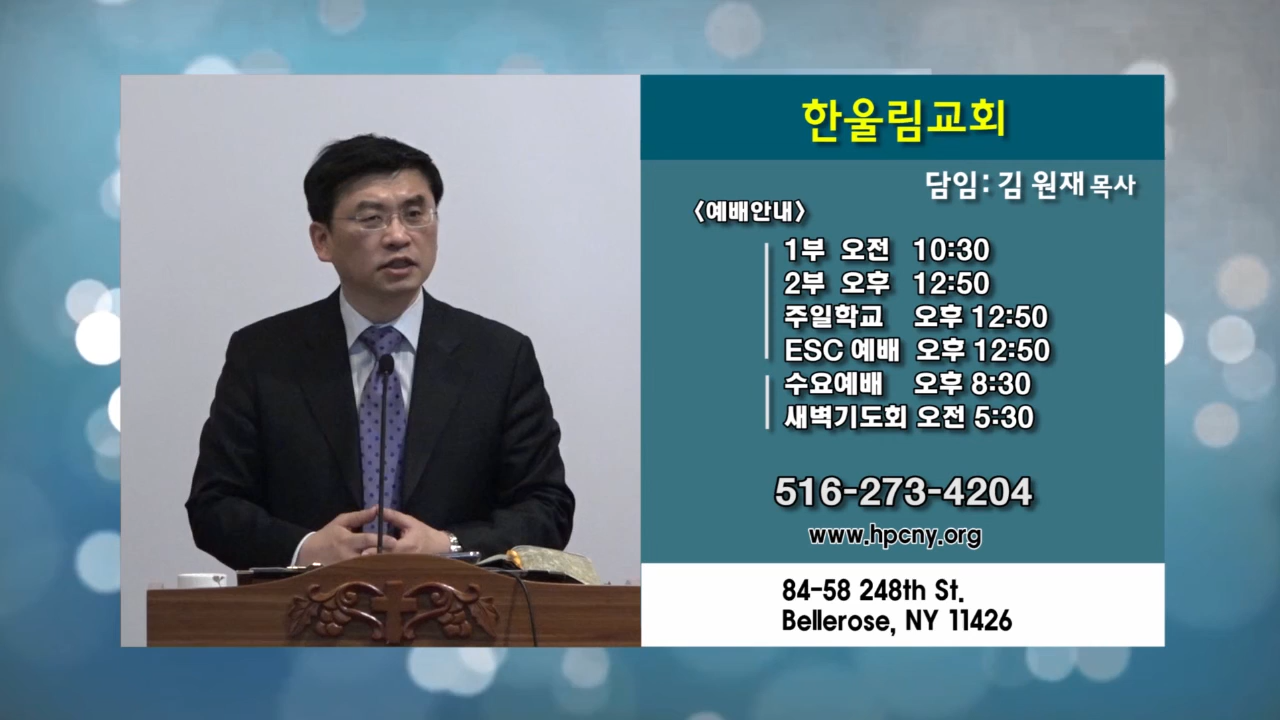 한울림교회
담임: 김 원재 목사
<예배안내>
1부 오전 10:30
2부 오후 12:50
주일학교 오후 12:50
ESC 예배 오후 12:50
수요예배 오후 8:30
새벽기도회 오전 5:30
516-273-4204
www.hpcny.org
84-58 248th St.
Bellerose, NY 11426